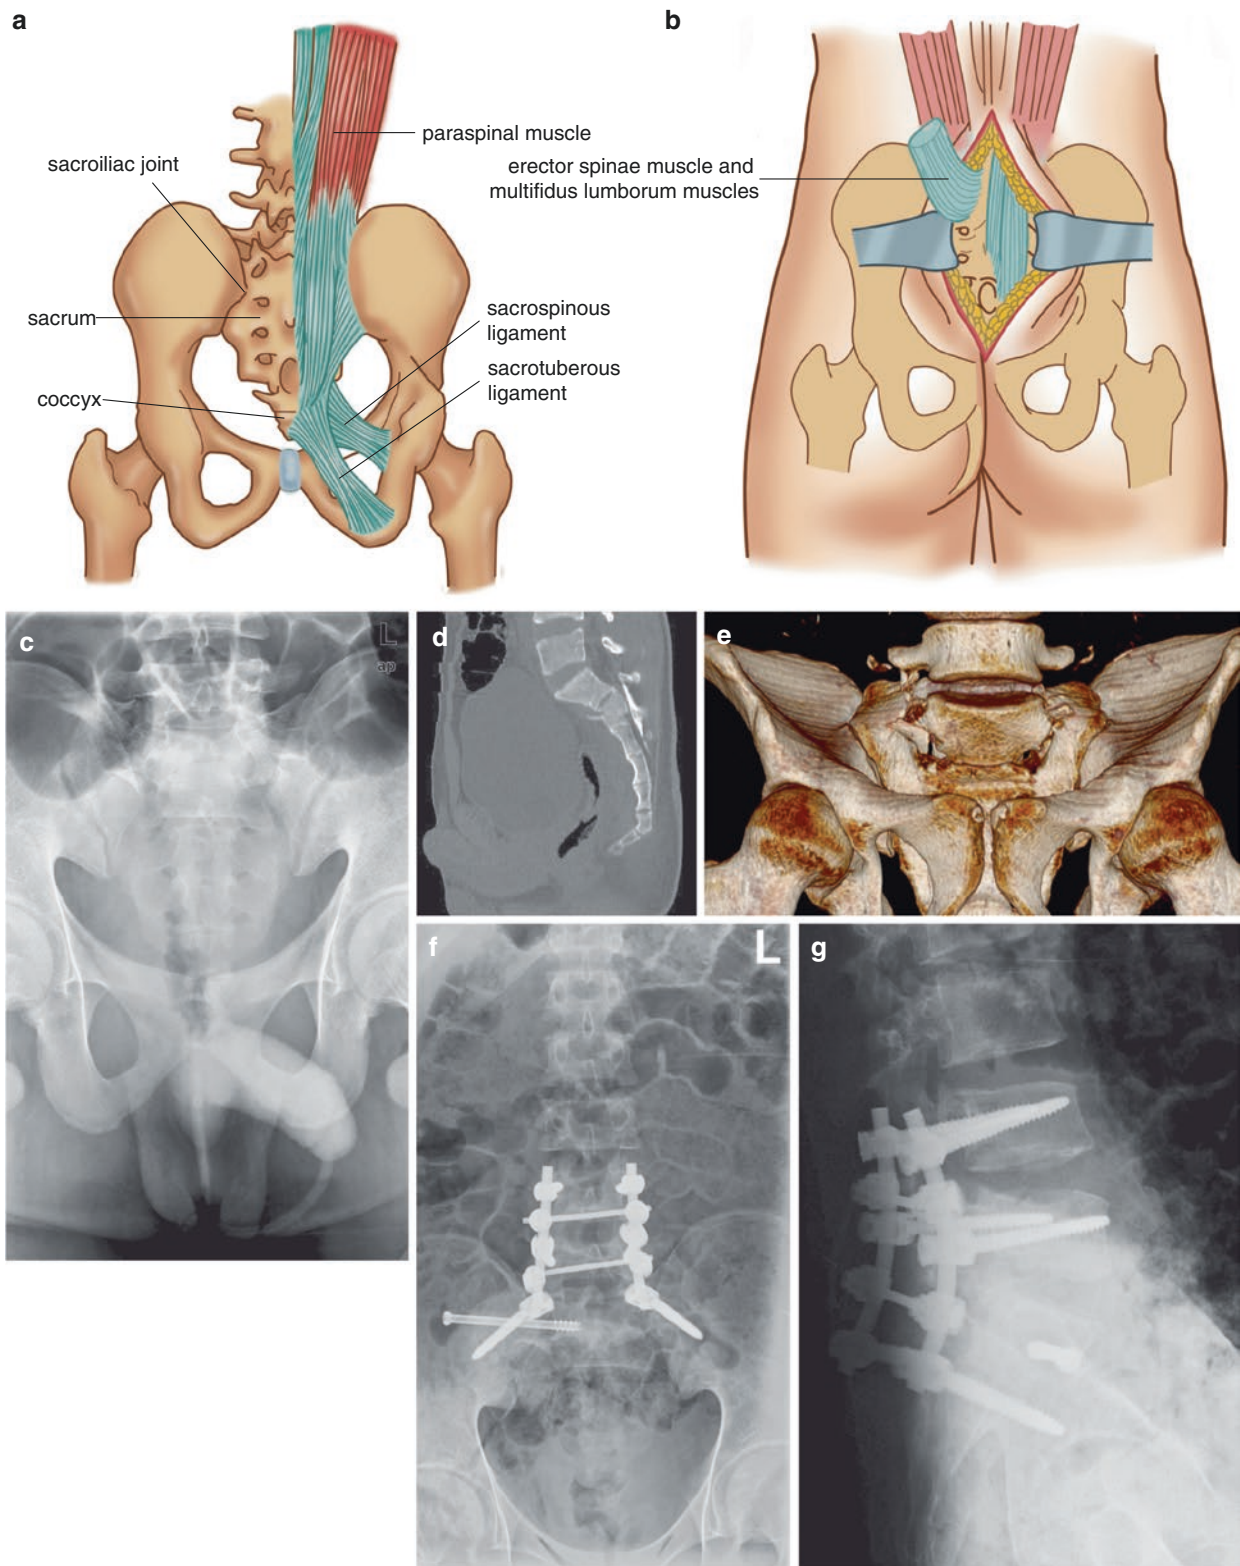 a
b
paraspinal muscle
sacroiliac joint
erector spinae muscle and
multifidus lumborum muscles
sacrum
sacrospinous
ligament
sacrotuberous
ligament
coccyx
c
L
ap
d
e
f
L
g